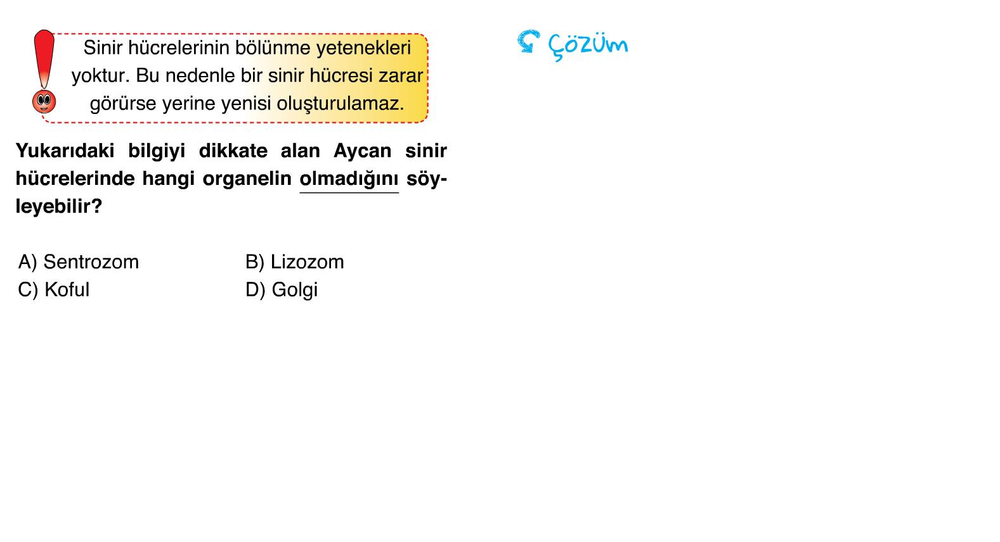 Sinir hücrelerinin bölünme yetenekleri
yoktur. Bu nedenle bir sinir hücresi zarar
görürse yerine yenisi oluşturulamaz.
Yukarıdaki bilgiyi dikkate alan Aycan sinir
hücrelerinde hangi organelin olmadığını söy-
leyebilir?
A) Sentrozom
B) Lizozom
C) Koful
D) Golgi
Çözüm